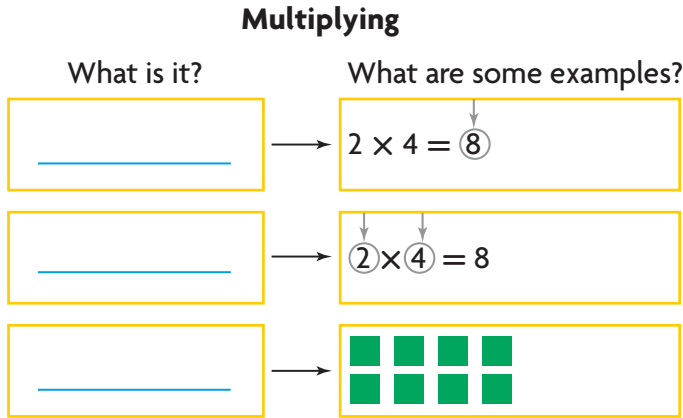 Multiplying
What is it?
What are some examples?
2 × 4 = 8
2 × 4 = 8